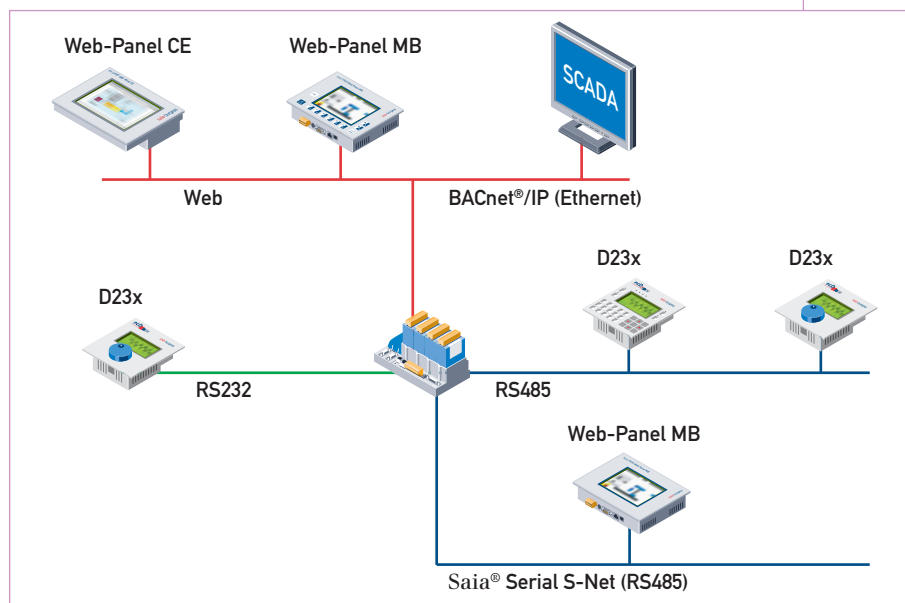 Web-Panel CE
Web-Panel MB
SCADA
Web
BACnet®/IP (Ethernet)
D23x
D23x
D23x
RS232
RS485
Web-Panel MB
Saia® Serial S-Net (RS485)